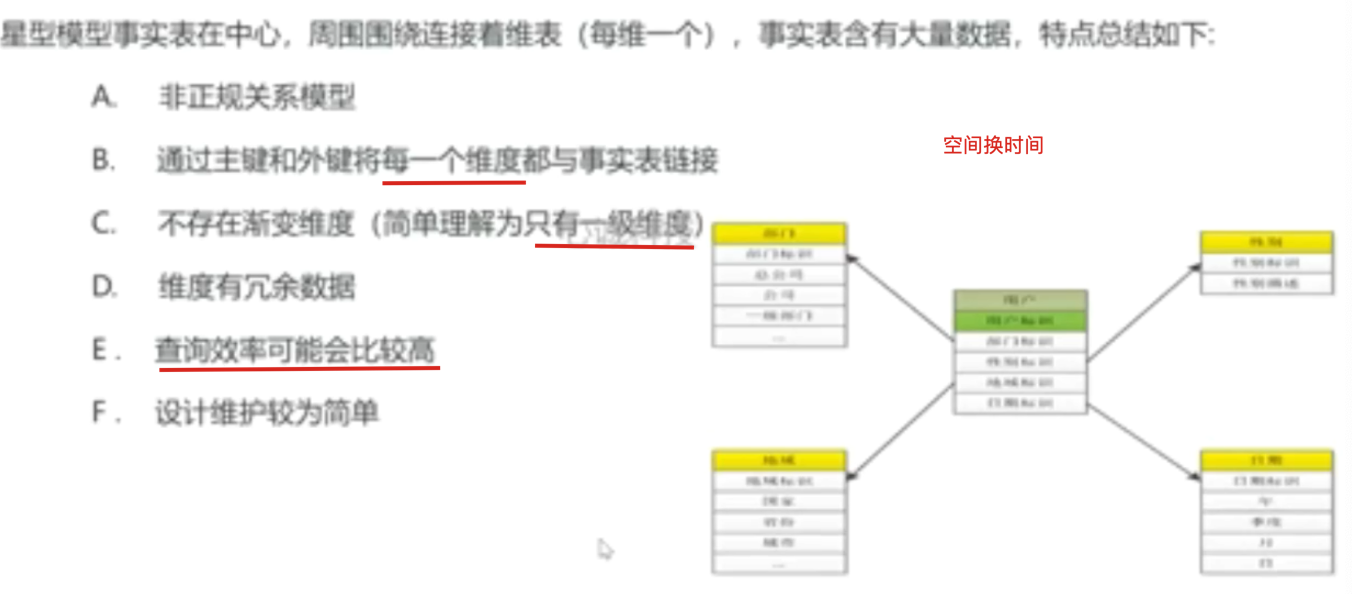 星型模型事实表在中心，周围围绕连接着维表（每维一个），事实表含有大量数据，特点总结如下:
A. 非正规关系模型
B. 通过主键和外键将每一个维度都与事实表链接
C. 不存在渐变维度（简单理解为只有一级维度）
D. 维度有冗余数据
E. 查询效率可能会比较高
F. 设计维护较为简单
空间换时间
部门
部门标识
总公司
公司
一级部门
...
性别
性别标识
性别描述
用户
用户标识
部门标识
性别标识
地域标识
日期标识
地域
地域标识
国家
省份
城市
...
日期
日期标识
年
季度
月
日